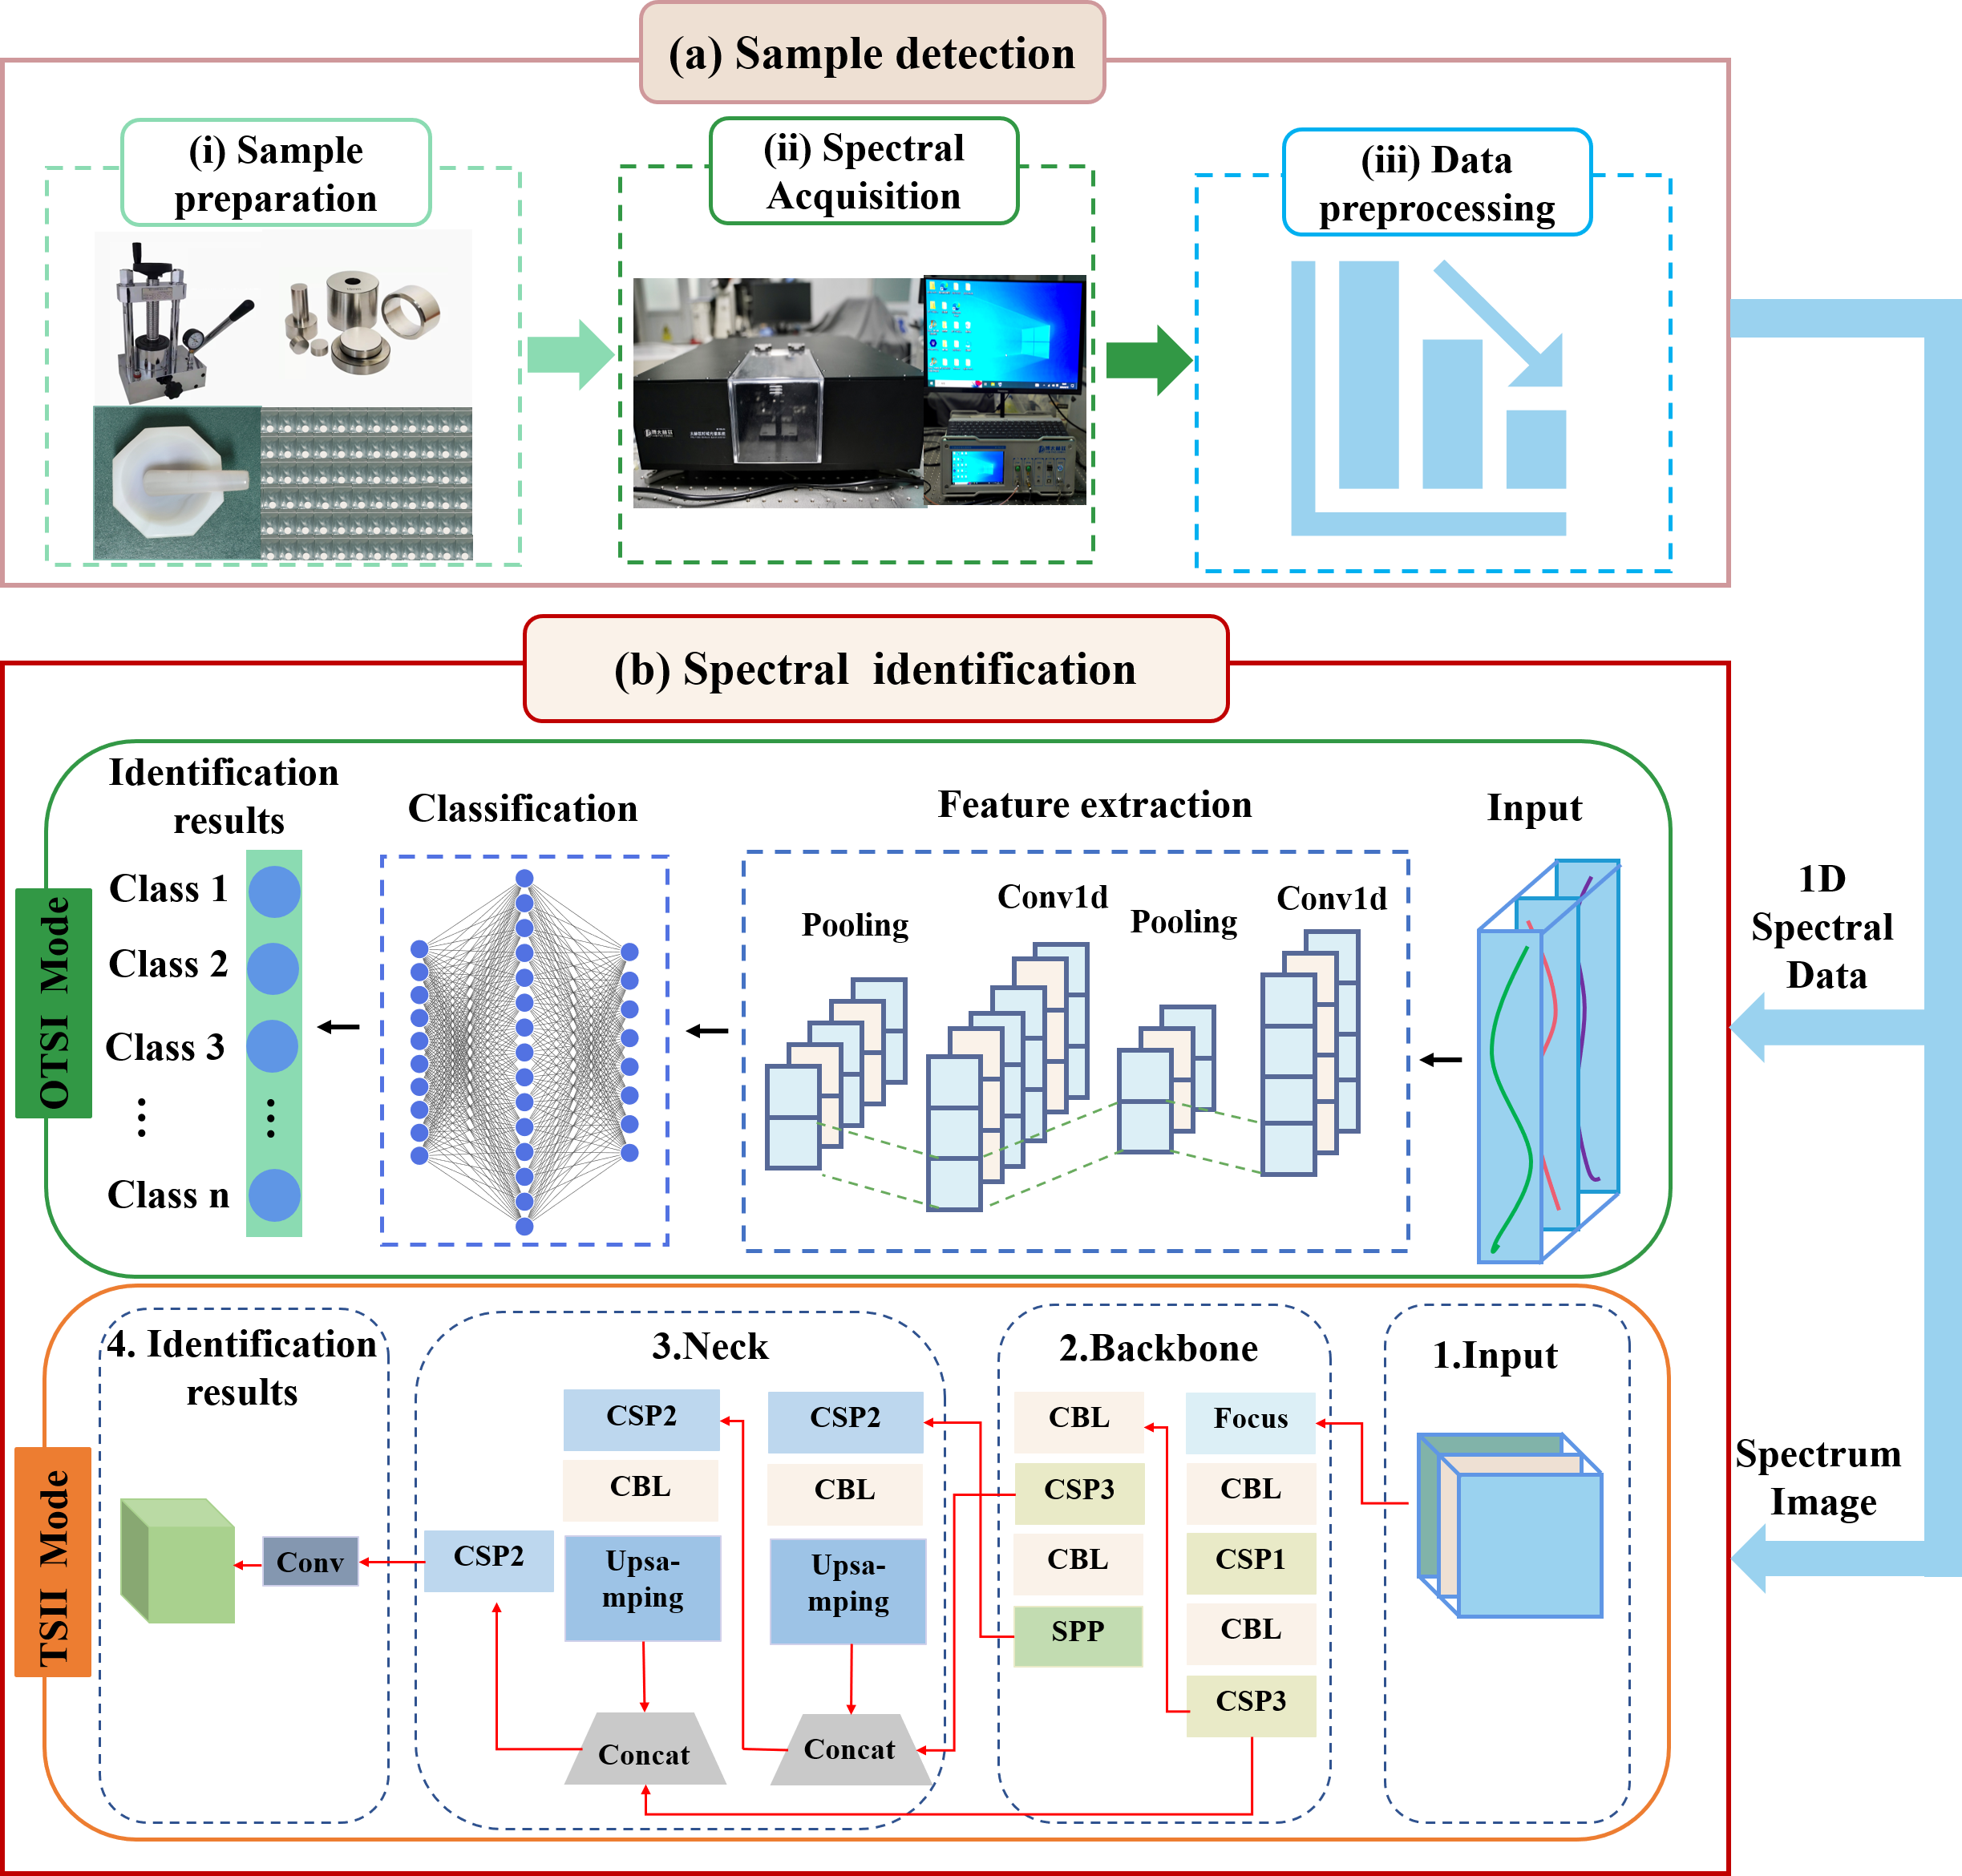 (a) Sample detection
(i) Sample
preparation
(ii) Spectral
Acquisition
(iii) Data
preprocessing
(b) Spectral identification
1D
Spectral
Data
Spectrum
Image
OTSI Mode
Identification
results
Class 1
Class 2
Class 3
Class n
Classification
Feature extraction
Pooling
Conv1d
Pooling
Conv1d
Input
TSII Mode
4. Identification
results
Conv
3.Neck
CSP2
CSP2
CBL
Upsa-
mping
Concat
CSP2
CBL
Upsa-
mping
Concat
2.Backbone
CBL
CSP3
CBL
SPP
Focus
CBL
CSP1
CBL
CSP3
1.Input